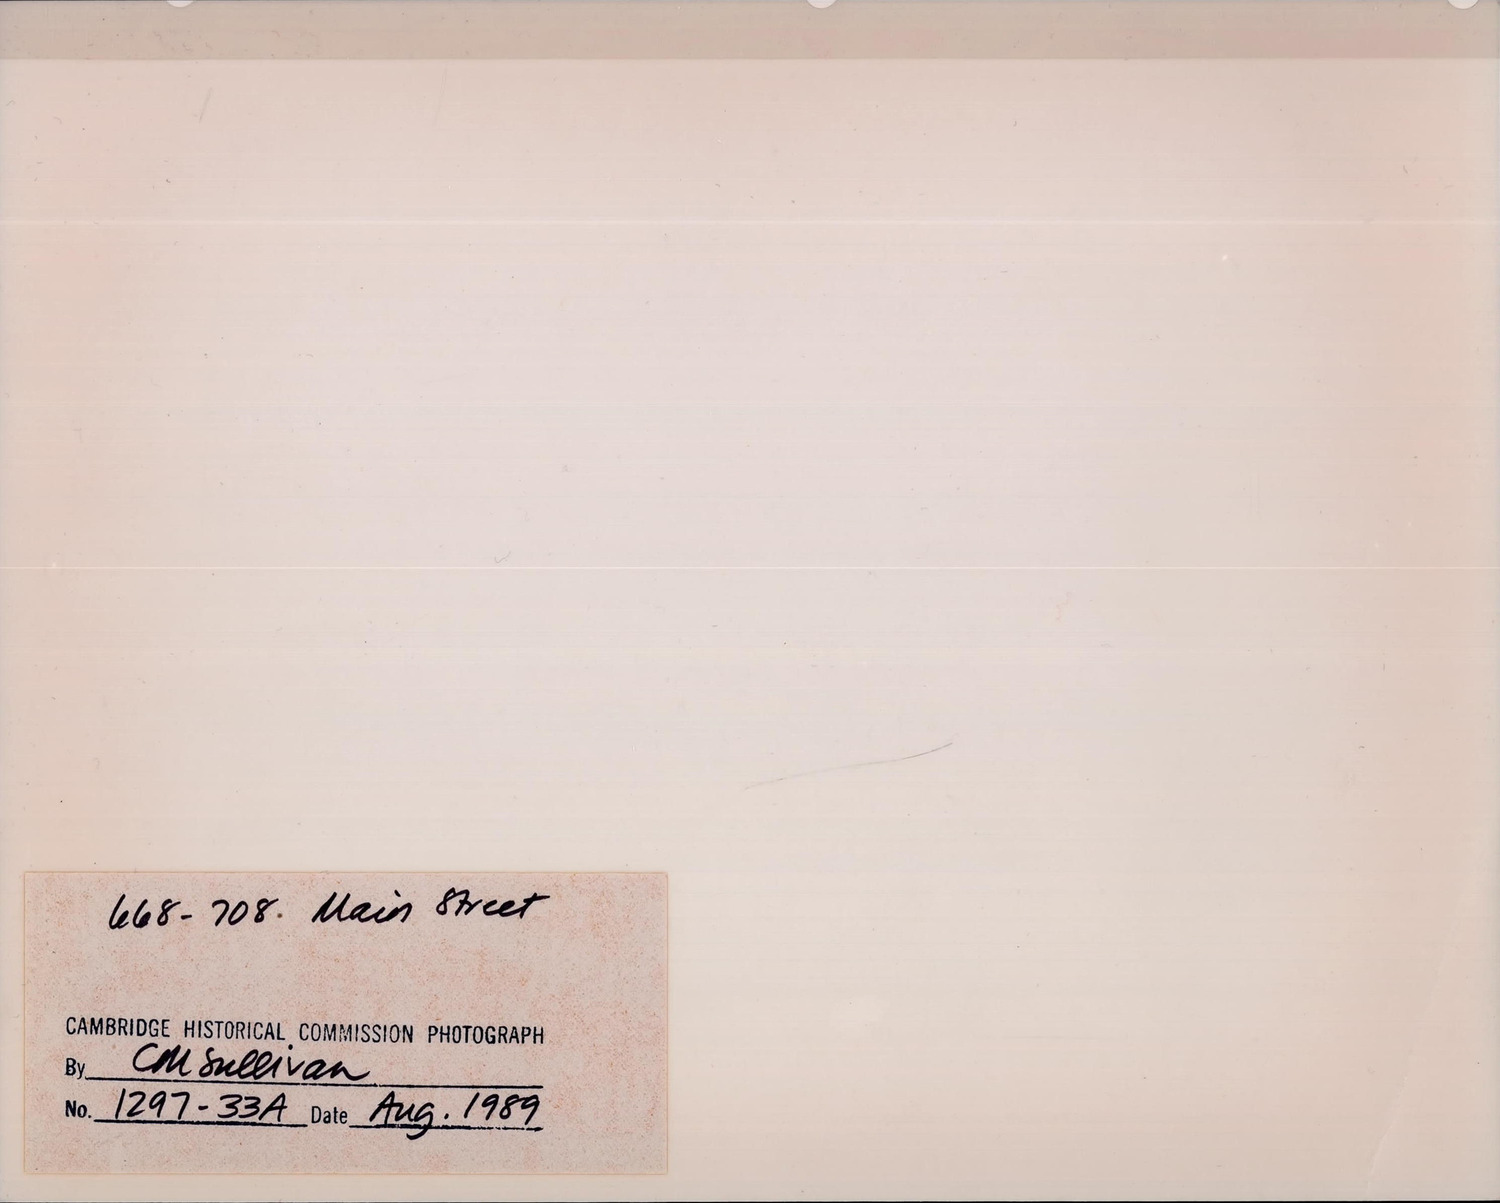 668-708. Main Street
CAMBRIDGE HISTORICAL COMMISSION PHOTOGRAPH
By CM Sullivan
No. 1297-33A Date Aug. 1989